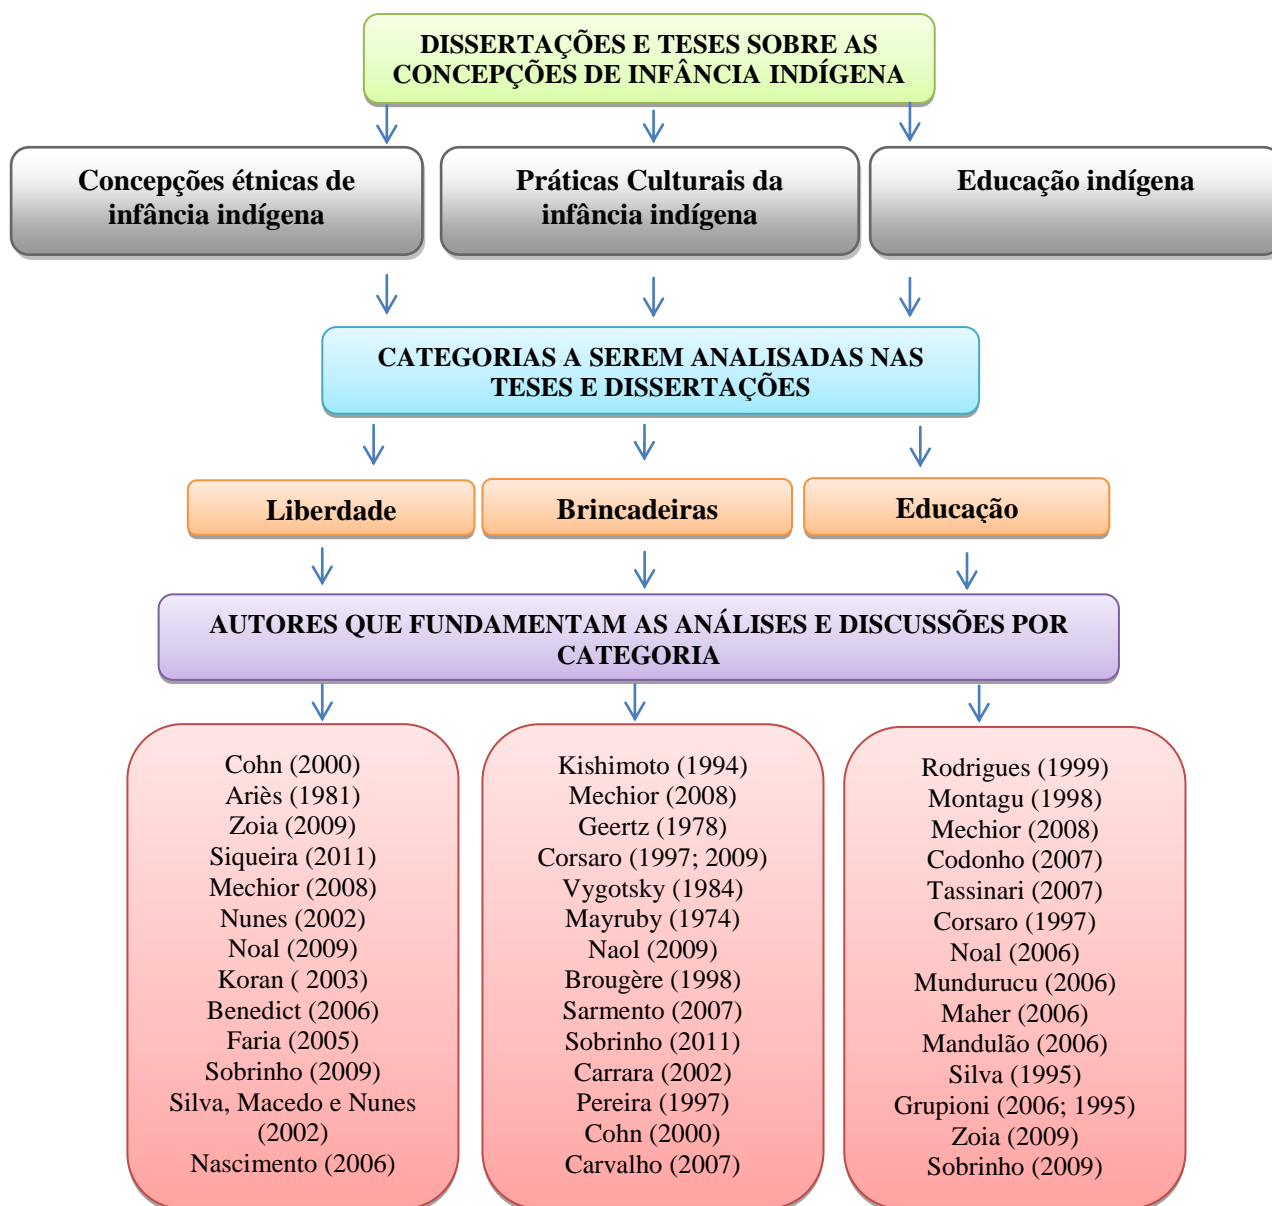 DISSERTAÇÕES E TESES SOBRE AS
CONCEPÇÕES DE INFÂNCIA INDÍGENA
Concepções étnicas de
infância indígena
Práticas Culturais da
infância indígena
Educação indígena
CATEGORIAS A SEREM ANALISADAS NAS
TESES E DISSERTAÇÕES
Liberdade
Brincadeiras
Educação
AUTORES QUE FUNDAMENTAM AS ANÁLISES E DISCUSSÕES POR
CATEGORIA
Cohn (2000)
Ariès (1981)
Zoia (2009)
Siqueira (2011)
Mechior (2008)
Nunes (2002)
Noal (2009)
Koran ( 2003)
Benedict (2006)
Faria (2005)
Sobrinho (2009)
Silva, Macedo e Nunes
(2002)
Nascimento (2006)
Kishimoto (1994)
Mechior (2008)
Geertz (1978)
Corsaro (1997; 2009)
Vygotsky (1984)
Mayruby (1974)
Naol (2009)
Brougère (1998)
Sarmento (2007)
Sobrinho (2011)
Carrara (2002)
Pereira (1997)
Cohn (2000)
Carvalho (2007)
Rodrigues (1999)
Montagu (1998)
Mechior (2008)
Codonho (2007)
Tassinari (2007)
Corsaro (1997)
Noal (2006)
Mundurucu (2006)
Maher (2006)
Mandulão (2006)
Silva (1995)
Grupioni (2006; 1995)
Zoia (2009)
Sobrinho (2009)